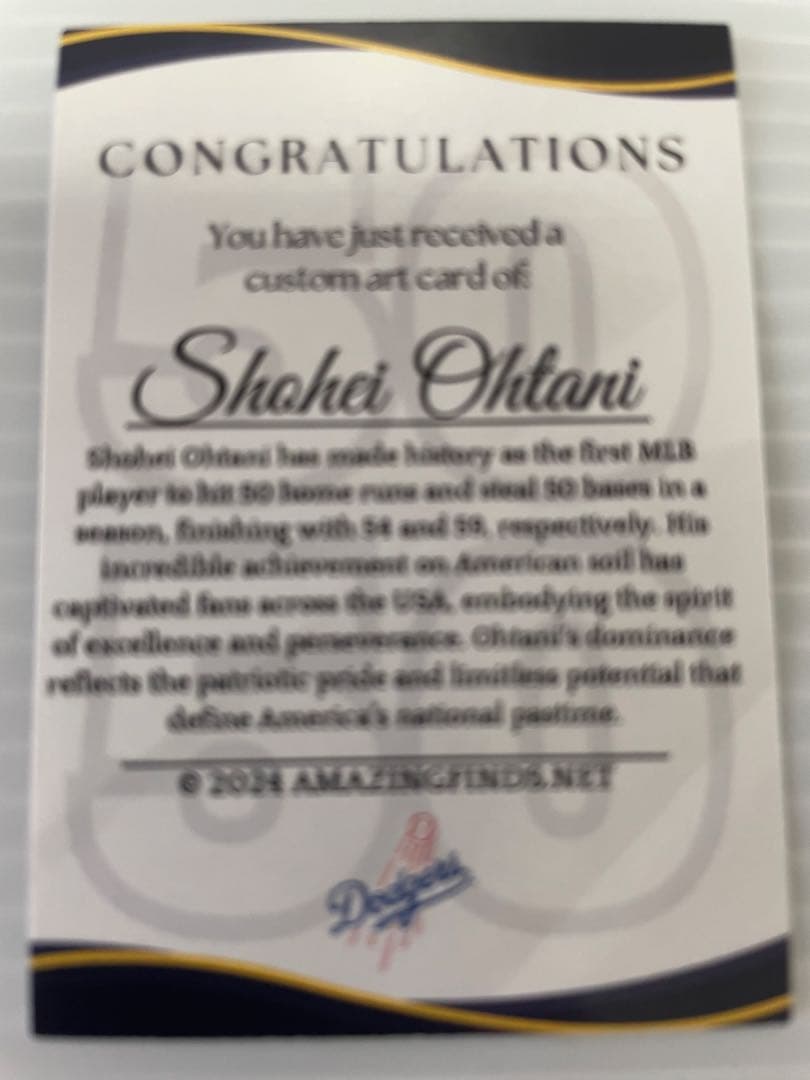 CONGRATULATIONS
You have just received a
custom art card of:
Shohei Ohtani
Shohei Ohtani has made history as the first MLB
player to hit 50 home runs and steal 50 bases in a
season, finishing with 54 and 59, respectively. His
incredible achievement on American soil has
captivated fans across the USA, embodying the spirit
of excellence and perseverance. Ohtani's dominance
reflects the patriotic pride and limitless potential that
define America's national pastime.
© 2024 AMAZINGFINDS.NET
Dodgers
50
50